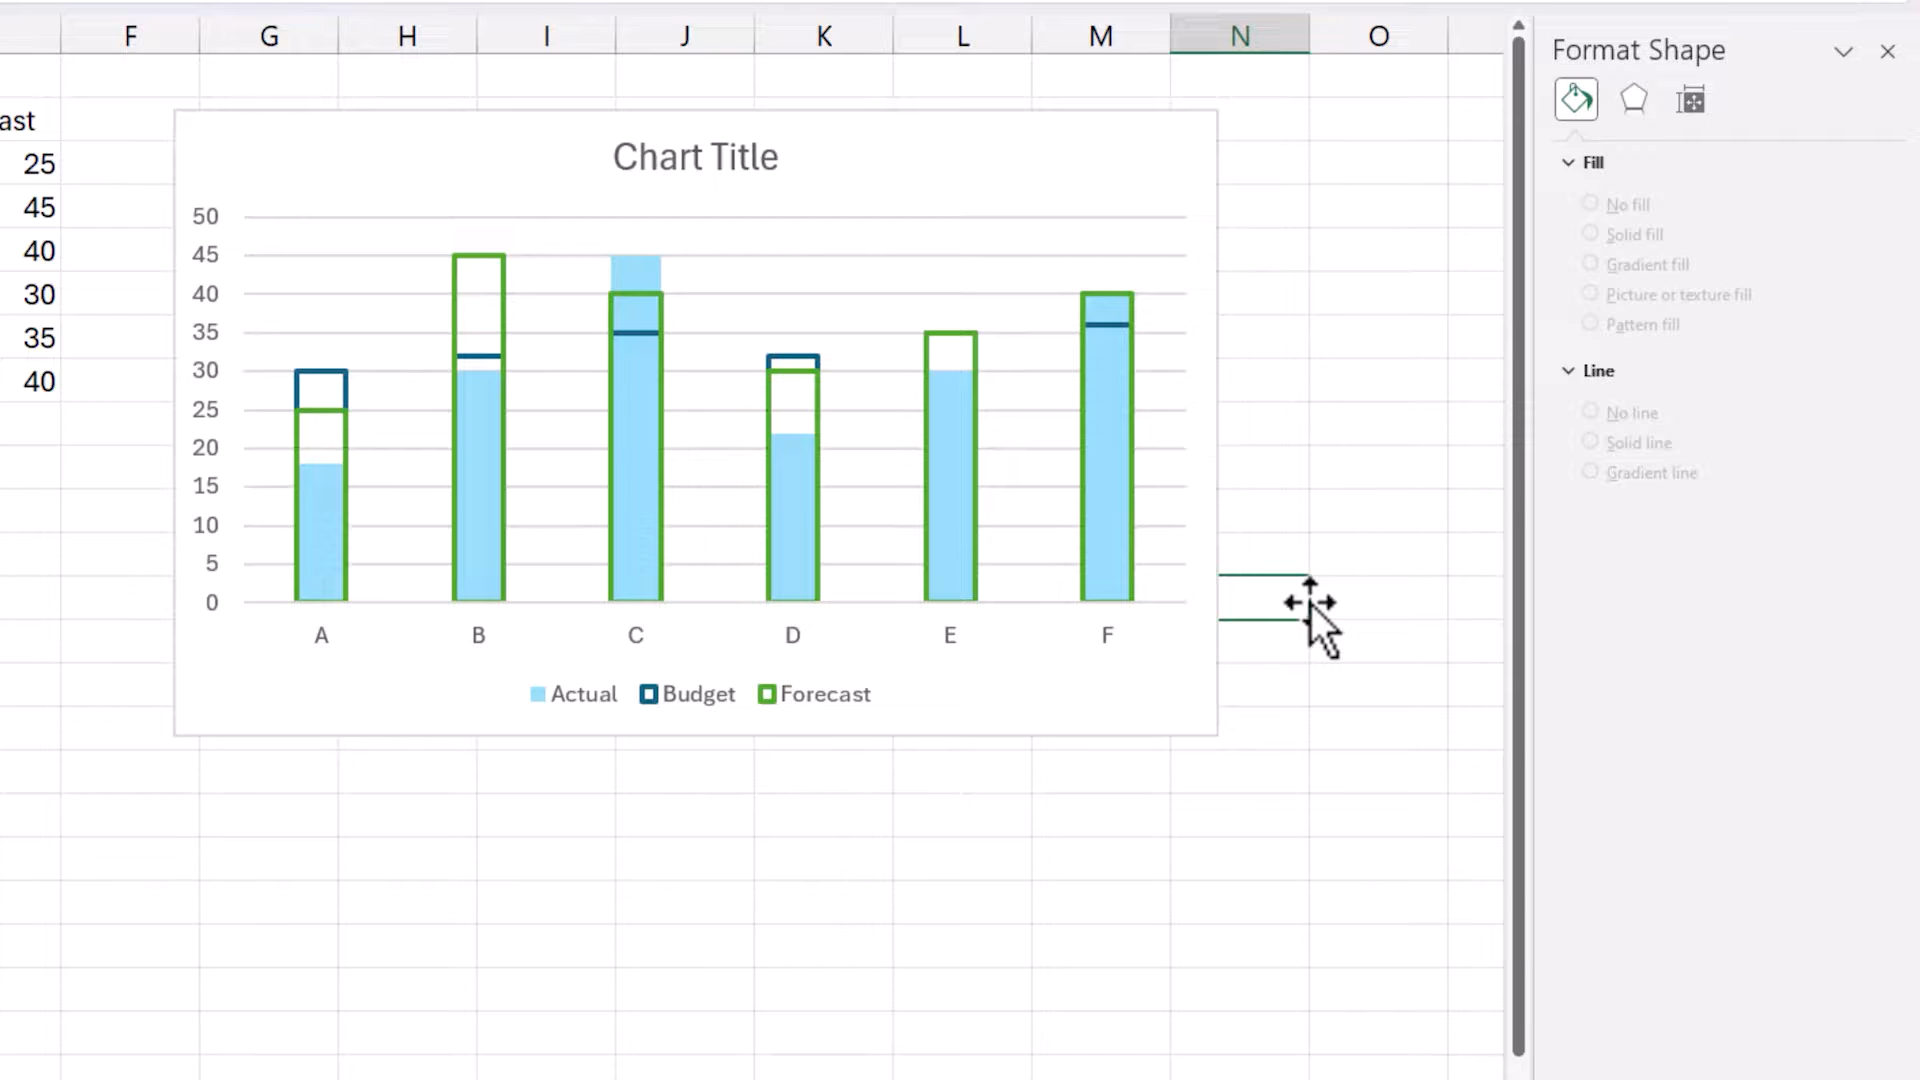 F G H I J K L M N O
ast
25
45
40
30
35
40
Chart Title
50
45
40
35
30
25
20
15
10
5
0
A B C D E F
Actual Budget Forecast
Format Shape
Fill
No fill
Solid fill
Gradient fill
Picture or texture fill
Pattern fill
Line
No line
Solid line
Gradient line